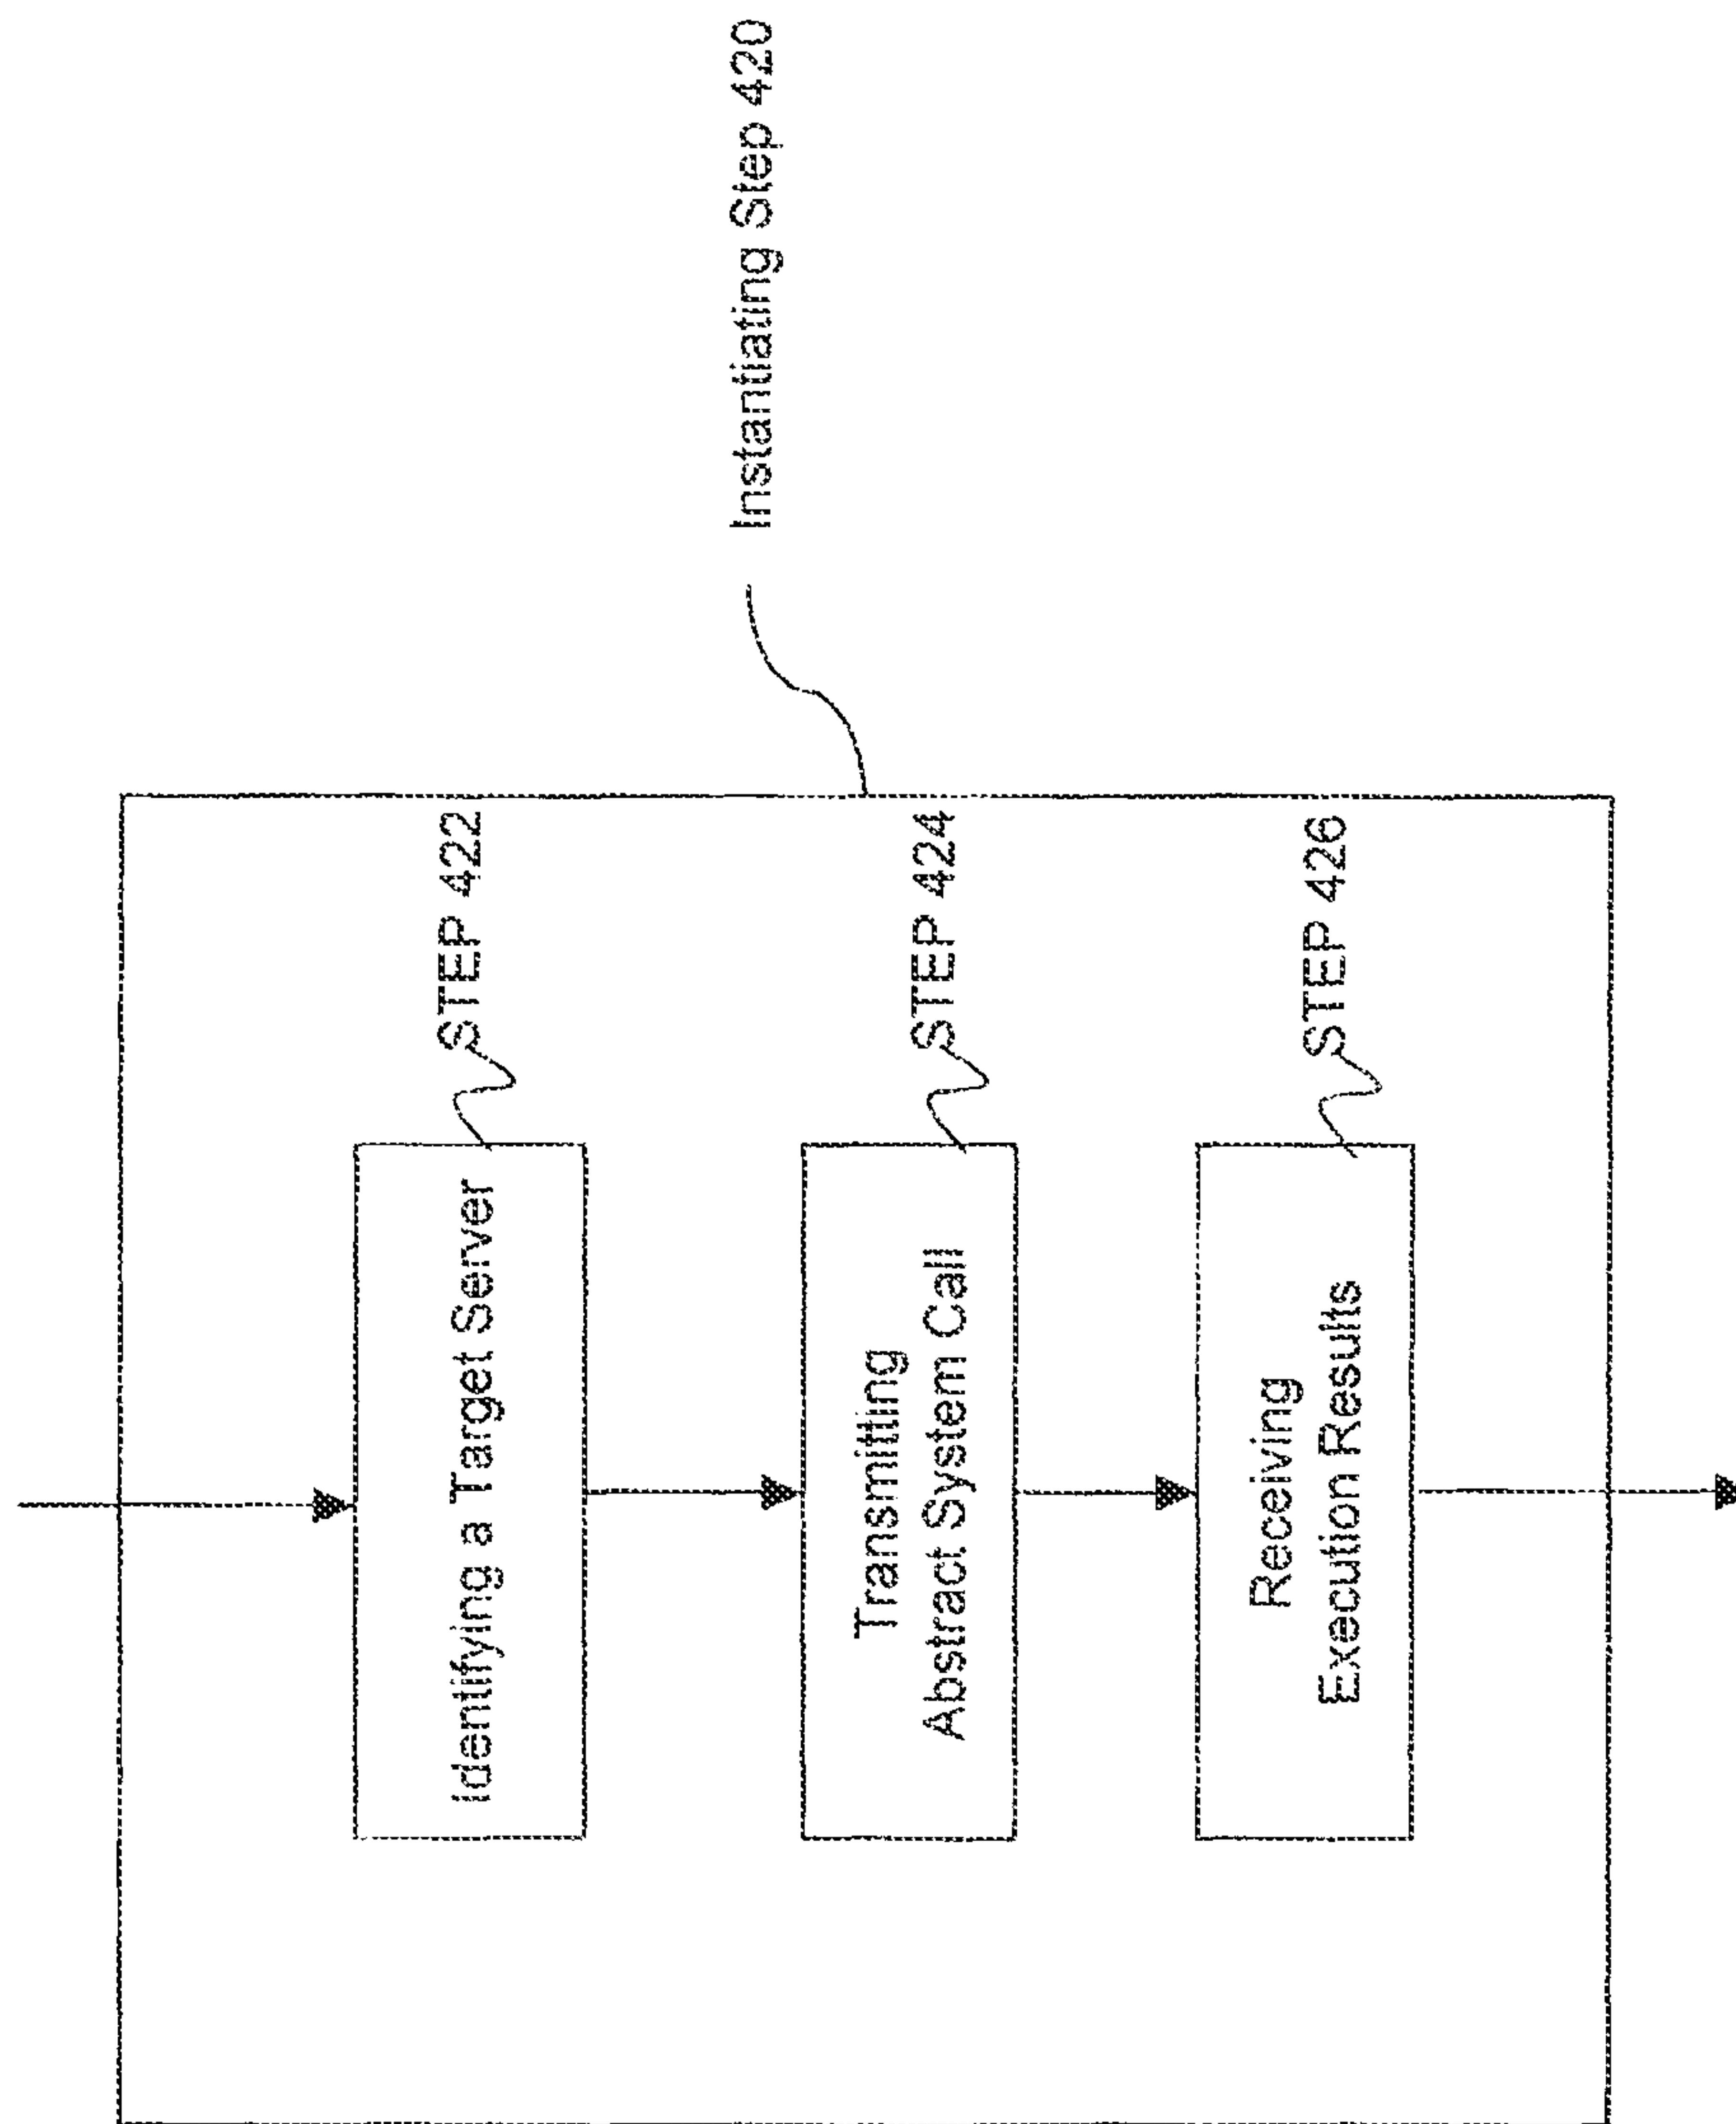 Instantiating Step 420
STEP 422
Identifying a Target Server
STEP 424
Transmitting
Abstract System Call
STEP 426
Receiving
Execution Results